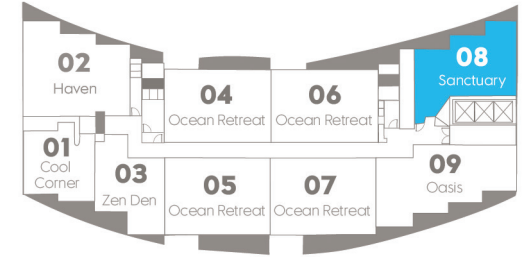 02
Haven
04
Ocean Retreat
06
Ocean Retreat
08
Sanctuary
01
Cool
Corner
03
Zen Den
05
Ocean Retreat
07
Ocean Retreat
09
Oasis